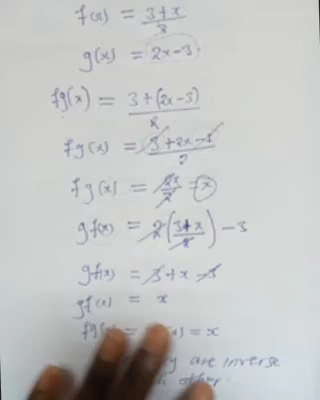 f(x) = 3+x/2
g(x) = 2x-3
fg(x) = 3+(2x-3)/2
fg(x) = 3+2x-3/2
fg(x) = 2x/2 = x
gf(x) = 2(3+x/2) - 3
gf(x) = 3+x-3
gf(x) = x
fg(x) = (x) = x
are inverse
other